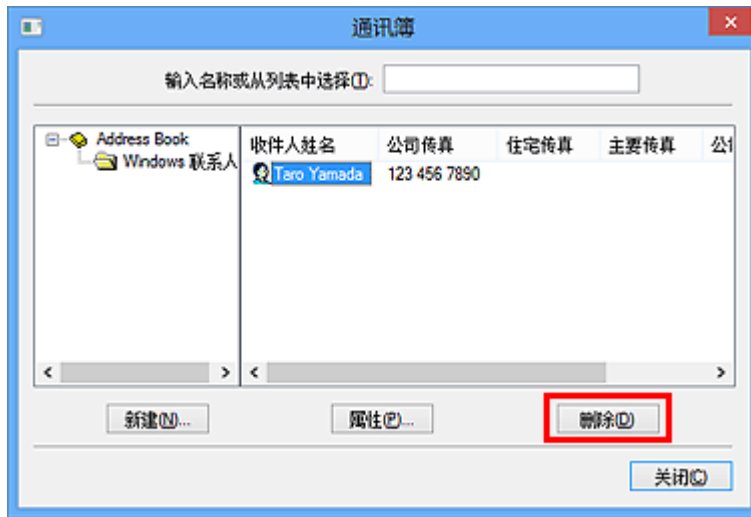 通讯簿
输入名称或从列表中选择(T):
Address Book
Windows 联系人
收件人姓名 公司传真 住宅传真 主要传真
Taro Yamada 123 456 7890
新建(N)... 属性(P)... 删除(D)
关闭(C)